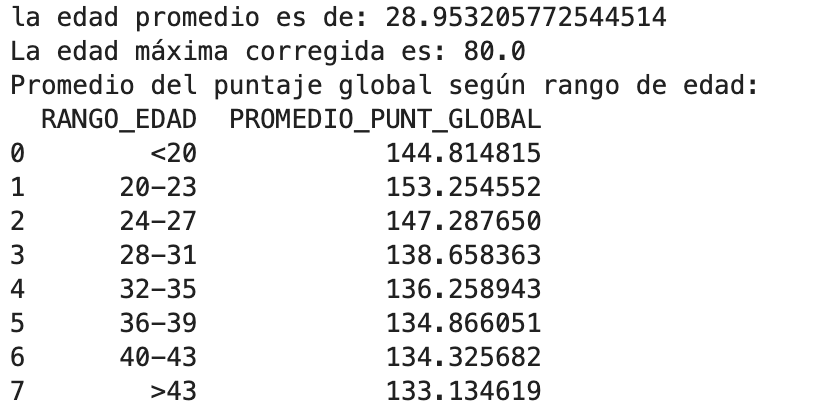 la edad promedio es de: 28.953205772544514
La edad máxima corregida es: 80.0
Promedio del puntaje global según rango de edad:
RANGO_EDAD PROMEDIO_PUNT_GLOBAL
0 <20 144.814815
1 20-23 153.254552
2 24-27 147.287650
3 28-31 138.658363
4 32-35 136.258943
5 36-39 134.866051
6 40-43 134.325682
7 >43 133.134619